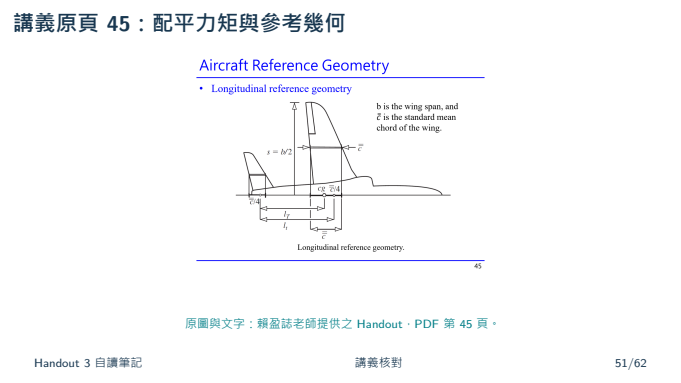 講義原頁 45：配平力矩與參考幾何
Aircraft Reference Geometry
• Longitudinal reference geometry
b is the wing span, and
c̿ is the standard mean
chord of the wing.
s = b/2
c̿
cg c̿/4
c̿/4
l_T
l_t
c̿
Longitudinal reference geometry.
45
原圖與文字：賴盈誌老師提供之 Handout，PDF 第 45 頁。
Handout 3 自讀筆記 講義核對 51/62